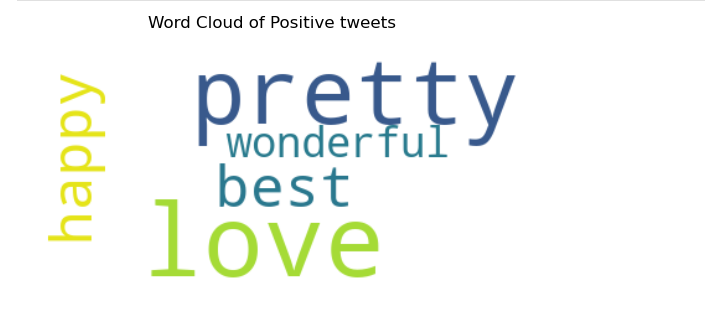 Word Cloud of Positive tweets
happy
pretty
wonderful
best
love